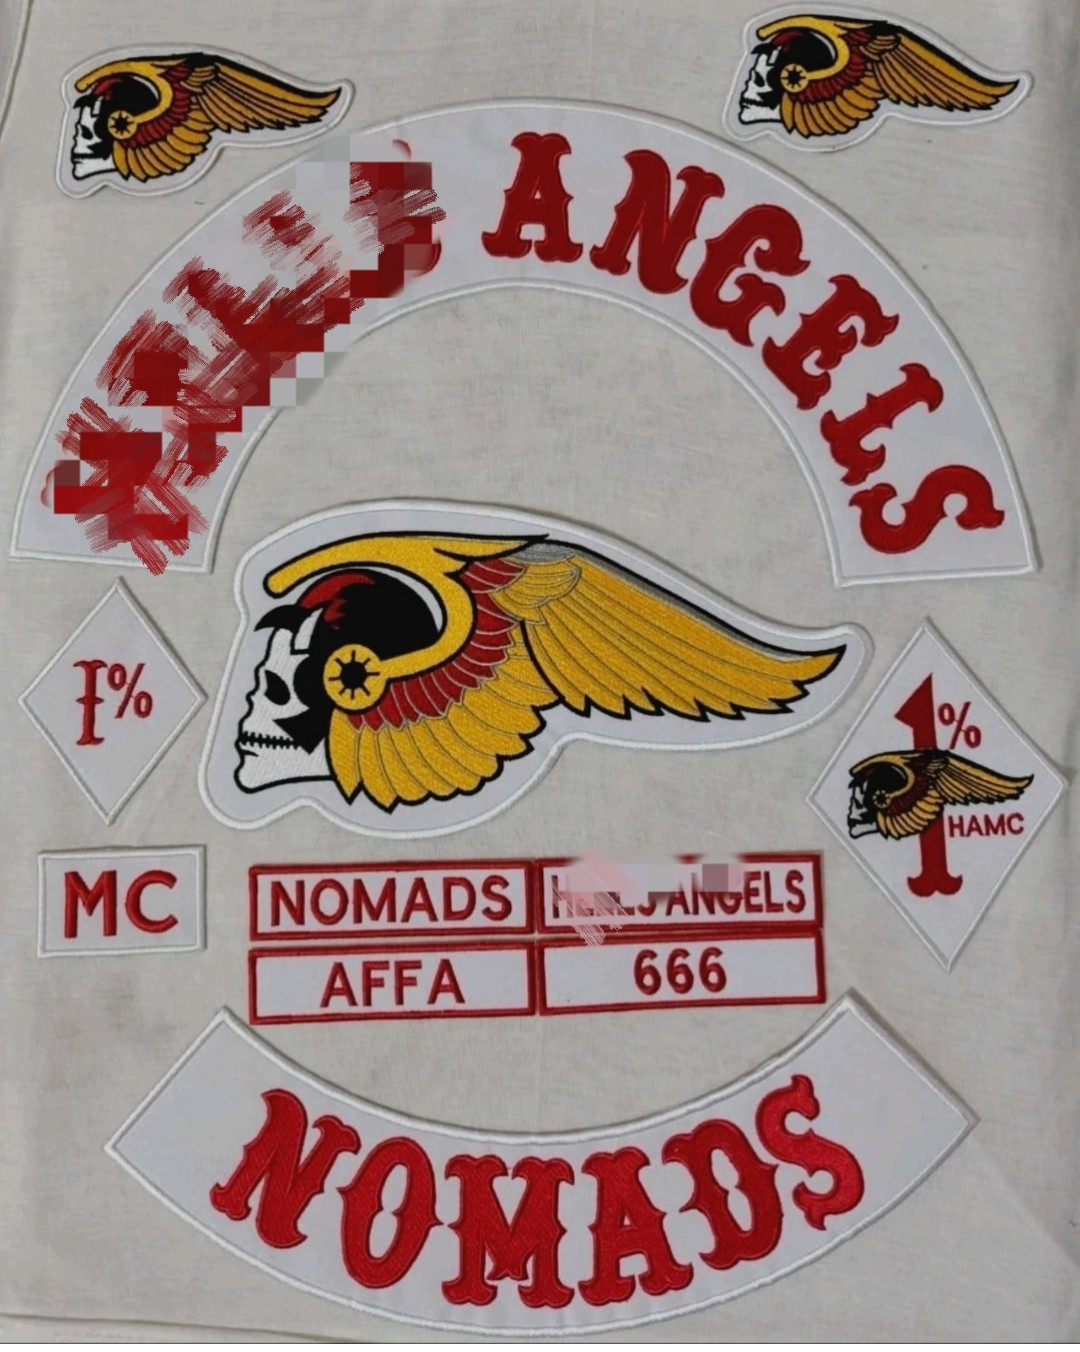 ANGELS
1%
1%
HAMC
MC
NOMADS
ANGELS
AFFA
666
NOMADS